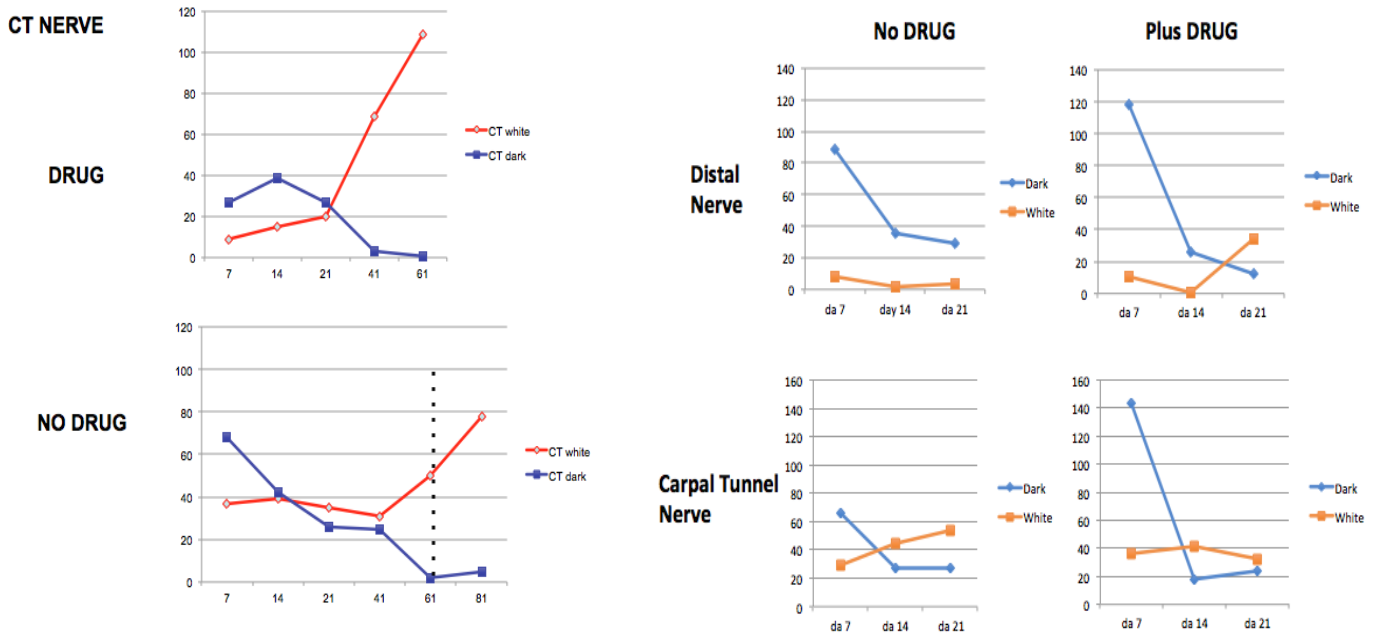 CT NERVE
DRUG
120
100
80
60
40
20
0
7 14 21 41 61
CT white
CT dark
NO DRUG
120
100
80
60
40
20
0
7 14 21 41 61 81
CT white
CT dark
No DRUG
Plus DRUG
Distal
Nerve
140
120
100
80
60
40
20
0
da 7 day 14 da 21
Dark
White
140
120
100
80
60
40
20
0
da 7 da 14 da 21
Dark
White
Carpal Tunnel
Nerve
160
140
120
100
80
60
40
20
0
da 7 da 14 da 21
Dark
White
160
140
120
100
80
60
40
20
0
da 7 da 14 da 21
Dark
White